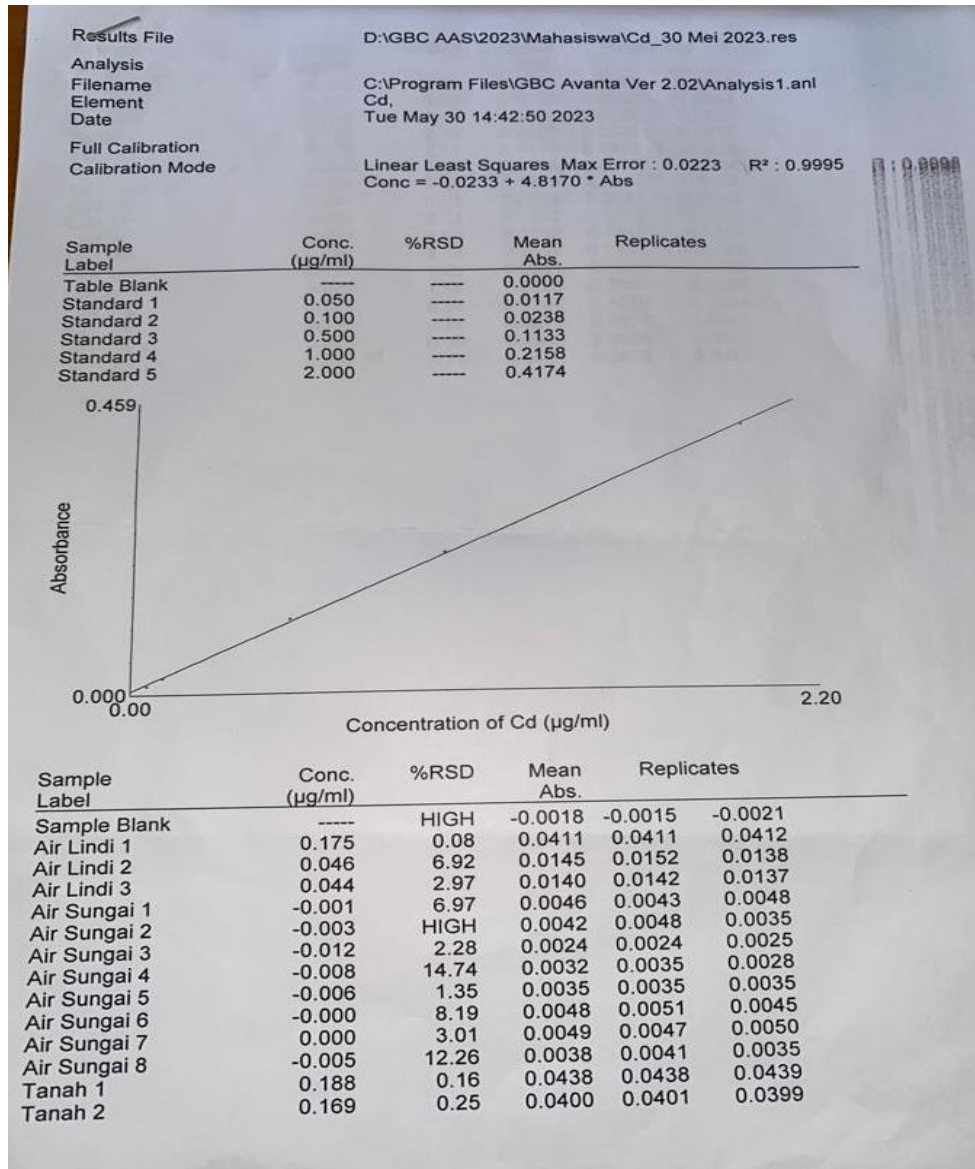 Results File D:\GBC AAS\2023\Mahasiswa\Cd_30 Mei 2023.res
Analysis
Filename C:\Program Files\GBC Avanta Ver 2.02\Analysis1.anl
Element Cd,
Date Tue May 30 14:42:50 2023
Full Calibration
Calibration Mode Linear Least Squares Max Error : 0.0223 R² : 0.9995
Conc = -0.0233 + 4.8170 * Abs
Sample Conc. %RSD Mean Replicates
Label (µg/ml) Abs.
Table Blank ----- ----- 0.0000
Standard 1 0.050 ----- 0.0117
Standard 2 0.100 ----- 0.0238
Standard 3 0.500 ----- 0.1133
Standard 4 1.000 ----- 0.2158
Standard 5 2.000 ----- 0.4174
0.459
Absorbance
0.000
0.00 2.20
Concentration of Cd (µg/ml)
Sample Conc. %RSD Mean Replicates
Label (µg/ml) Abs.
Sample Blank ----- HIGH -0.0018 -0.0015 -0.0021
Air Lindi 1 0.175 0.08 0.0411 0.0411 0.0412
Air Lindi 2 0.046 6.92 0.0145 0.0152 0.0138
Air Lindi 3 0.044 2.97 0.0140 0.0142 0.0137
Air Sungai 1 -0.001 6.97 0.0046 0.0043 0.0048
Air Sungai 2 -0.003 HIGH 0.0042 0.0048 0.0035
Air Sungai 3 -0.012 2.28 0.0024 0.0024 0.0025
Air Sungai 4 -0.008 14.74 0.0032 0.0035 0.0028
Air Sungai 5 -0.006 1.35 0.0035 0.0035 0.0035
Air Sungai 6 -0.000 8.19 0.0048 0.0051 0.0045
Air Sungai 7 0.000 3.01 0.0049 0.0047 0.0050
Air Sungai 8 -0.005 12.26 0.0038 0.0041 0.0035
Tanah 1 0.188 0.16 0.0438 0.0438 0.0439
Tanah 2 0.169 0.25 0.0400 0.0401 0.0399